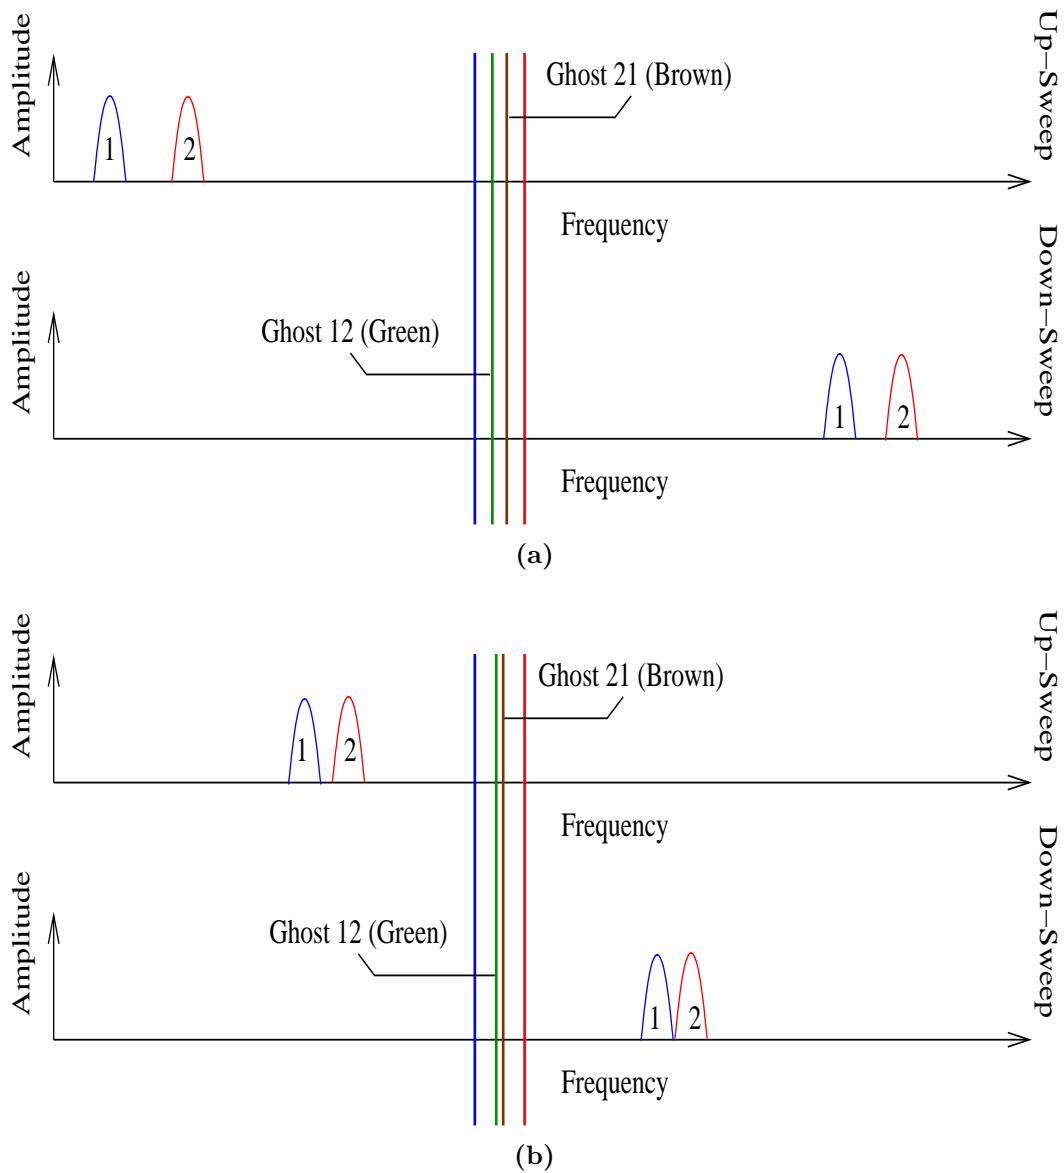 Amplitude
Up−Sweep
Ghost 21 (Brown)
1
2
Frequency
Amplitude
Down−Sweep
Ghost 12 (Green)
1
2
Frequency
(a)
Amplitude
Up−Sweep
Ghost 21 (Brown)
1
2
Frequency
Amplitude
Down−Sweep
Ghost 12 (Green)
1
2
Frequency
(b)